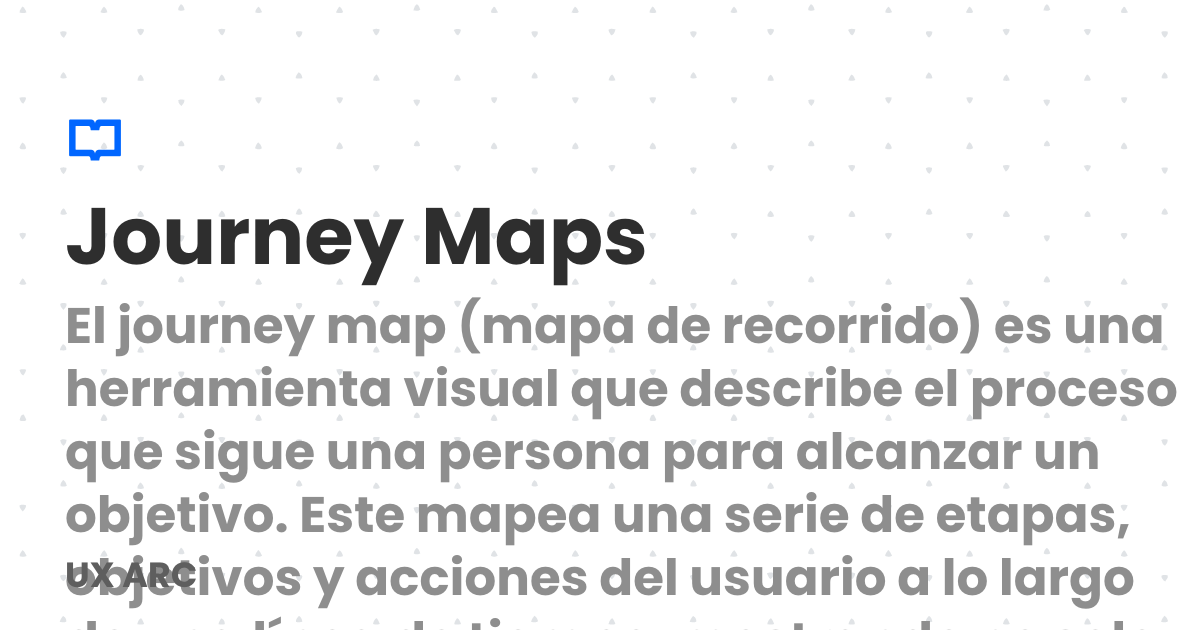 Journey Maps
El journey map (mapa de recorrido) es una
herramienta visual que describe el proceso
que sigue una persona para alcanzar un
objetivo. Este mapea una serie de etapas,
objetivos y acciones del usuario a lo largo
UX ARC